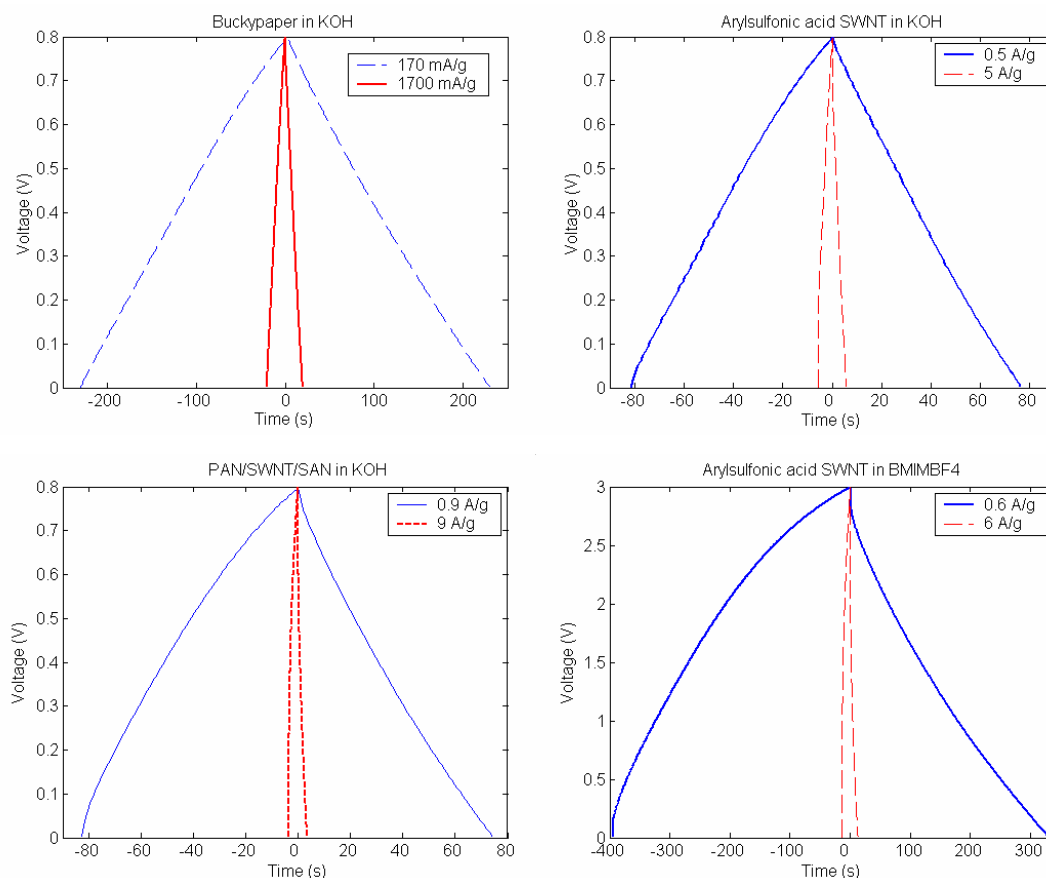 Buckypaper in KOH
0.8
0.7
0.6
0.5
0.4
0.3
0.2
0.1
0
Voltage (V)
170 mA/g
1700 mA/g
-200 -100 0 100 200
Time (s)
Arylsulfonic acid SWNT in KOH
0.8
0.7
0.6
0.5
0.4
0.3
0.2
0.1
0
Voltage (V)
0.5 A/g
5 A/g
-80 -60 -40 -20 0 20 40 60 80
Time (s)
PAN/SWNT/SAN in KOH
0.8
0.7
0.6
0.5
0.4
0.3
0.2
0.1
0
Voltage (V)
0.9 A/g
9 A/g
-80 -60 -40 -20 0 20 40 60 80
Time (s)
Arylsulfonic acid SWNT in BMIMBF4
3
2.5
2
1.5
1
0.5
0
Voltage (V)
0.6 A/g
6 A/g
-400 -300 -200 -100 0 100 200 300
Time (s)